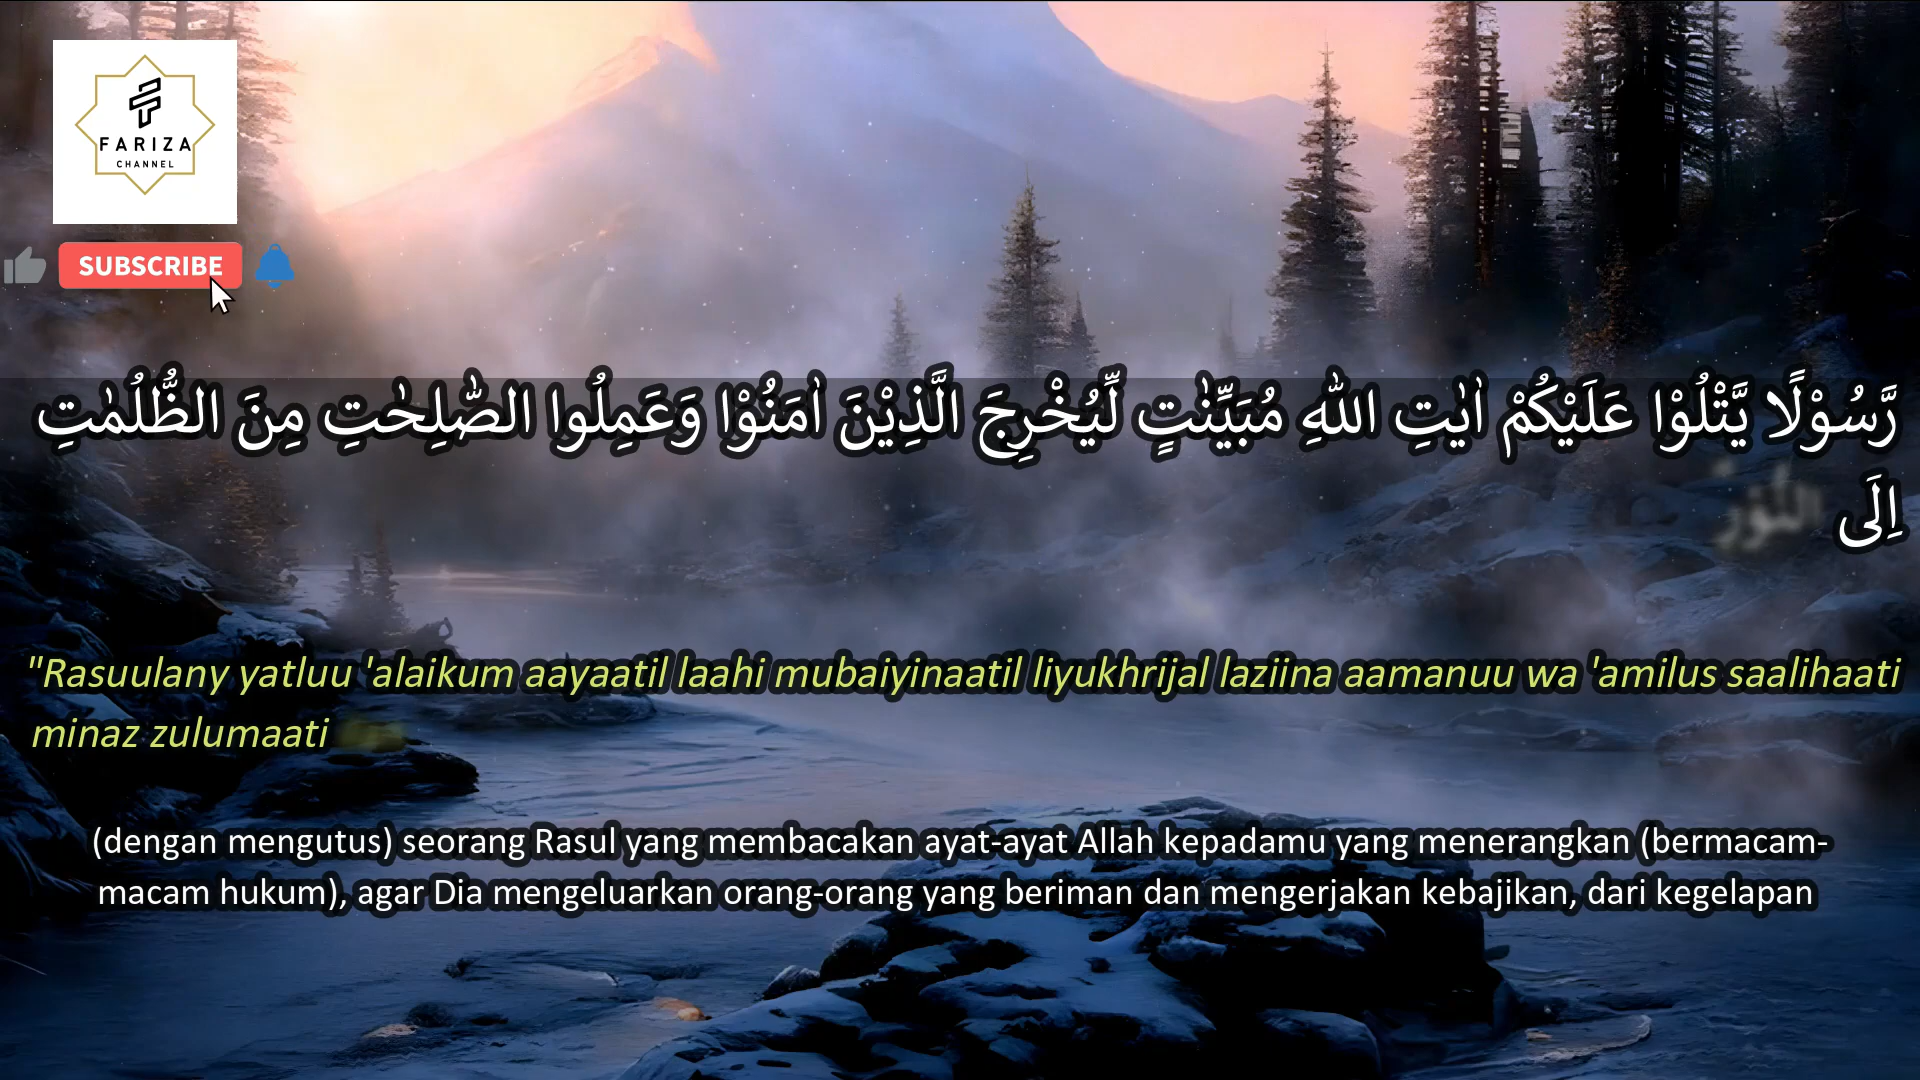 FARIZA
CHANNEL
SUBSCRIBE
رَّسُوْلًا يَّتْلُوْا عَلَيْكُمْ اٰيٰتِ اللّٰهِ مُبَيِّنٰتٍ لِّيُخْرِجَ الَّذِيْنَ اٰمَنُوْا وَعَمِلُوا الصّٰلِحٰتِ مِنَ الظُّلُمٰتِ
اِلَى
"Rasuulany yatluu 'alaikum aayaatil laahi mubaiyinaatil liyukhrijal laziina aamanuu wa 'amilus saalihaati
minaz zulumaati
(dengan mengutus) seorang Rasul yang membacakan ayat-ayat Allah kepadamu yang menerangkan (bermacam-
macam hukum), agar Dia mengeluarkan orang-orang yang beriman dan mengerjakan kebajikan, dari kegelapan